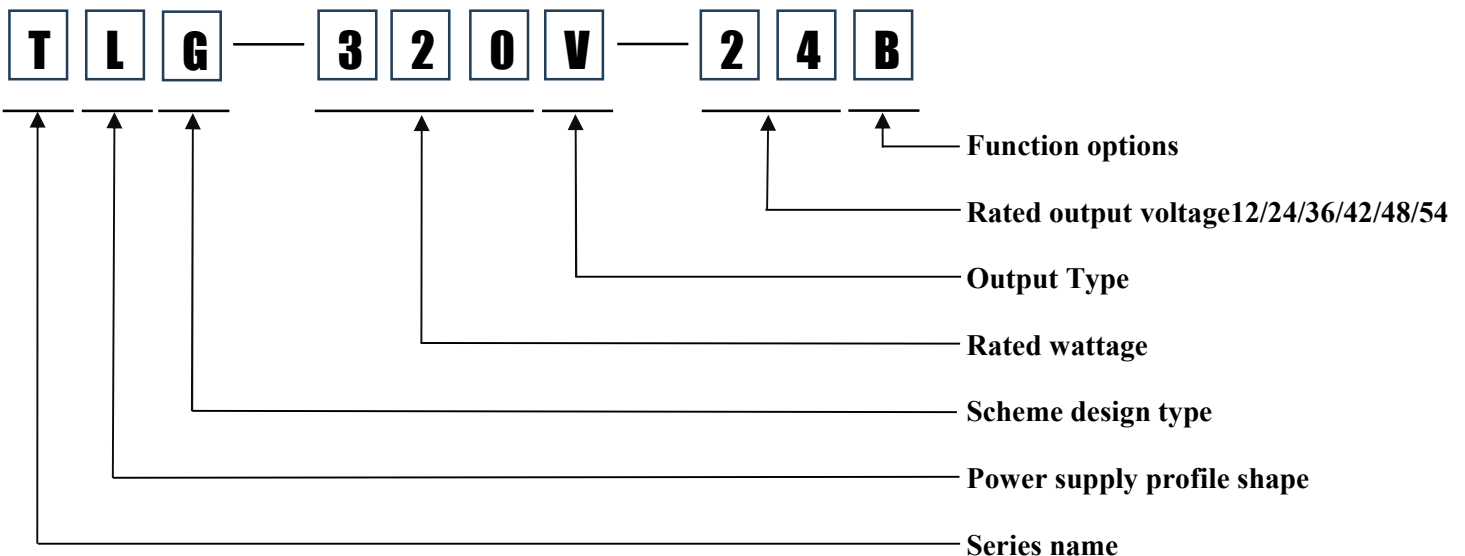 T L G — 3 2 0 V — 2 4 B
Function options
Rated output voltage12/24/36/42/48/54
Output Type
Rated wattage
Scheme design type
Power supply profile shape
Series name